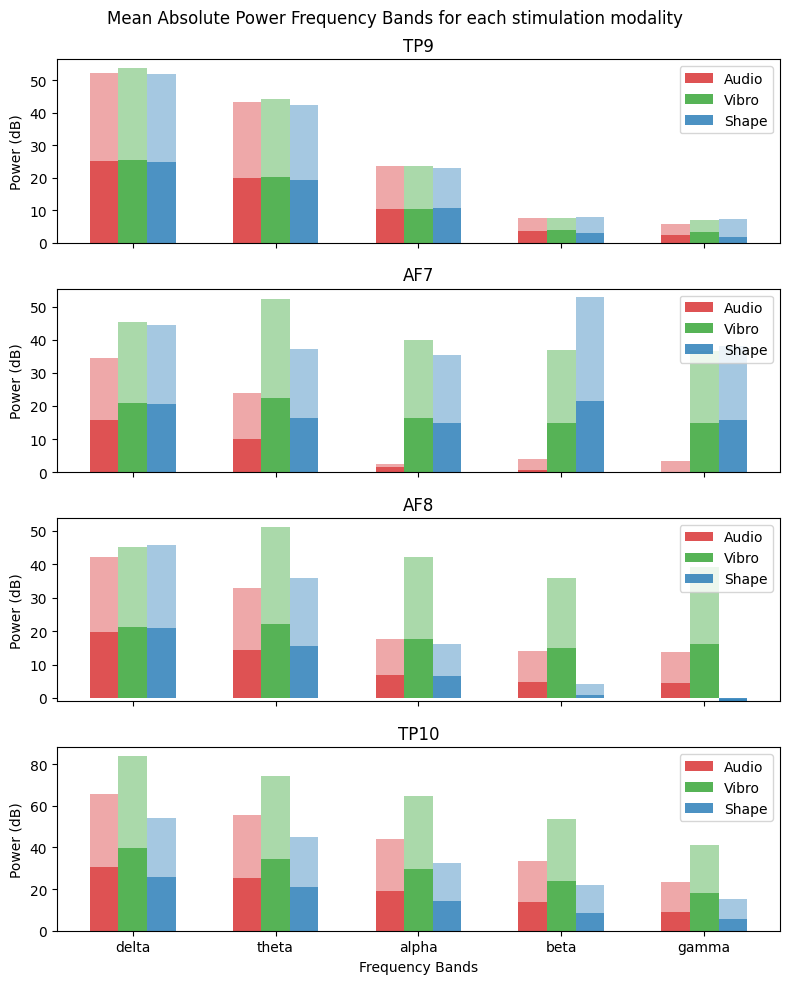 Mean Absolute Power Frequency Bands for each stimulation modality
TP9
Power (dB)
50
40
30
20
10
0
Audio
Vibro
Shape
AF7
Power (dB)
50
40
30
20
10
0
Audio
Vibro
Shape
AF8
Power (dB)
50
40
30
20
10
0
Audio
Vibro
Shape
TP10
Power (dB)
80
60
40
20
0
Audio
Vibro
Shape
delta theta alpha beta gamma
Frequency Bands